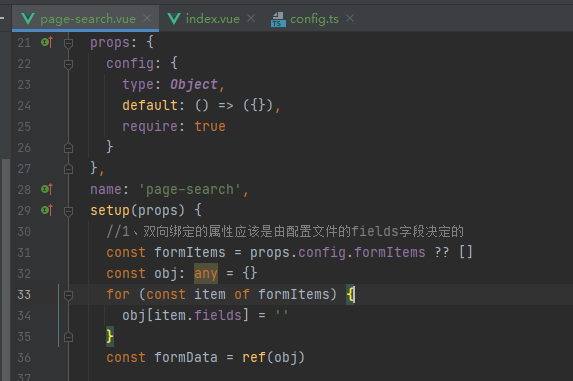 page-search.vue index.vue config.ts
21 props: {
22 config: {
23 type: Object,
24 default: () => ({}),
25 require: true
26 }
27 },
28 name: 'page-search',
29 setup(props) {
30 //1、双向绑定的属性应该是由配置文件的fields字段决定的
31 const formItems = props.config.formItems ?? []
32 const obj: any = {}
33 for (const item of formItems) {
34 obj[item.fields] = ''
35 }
36 const formData = ref(obj)
37